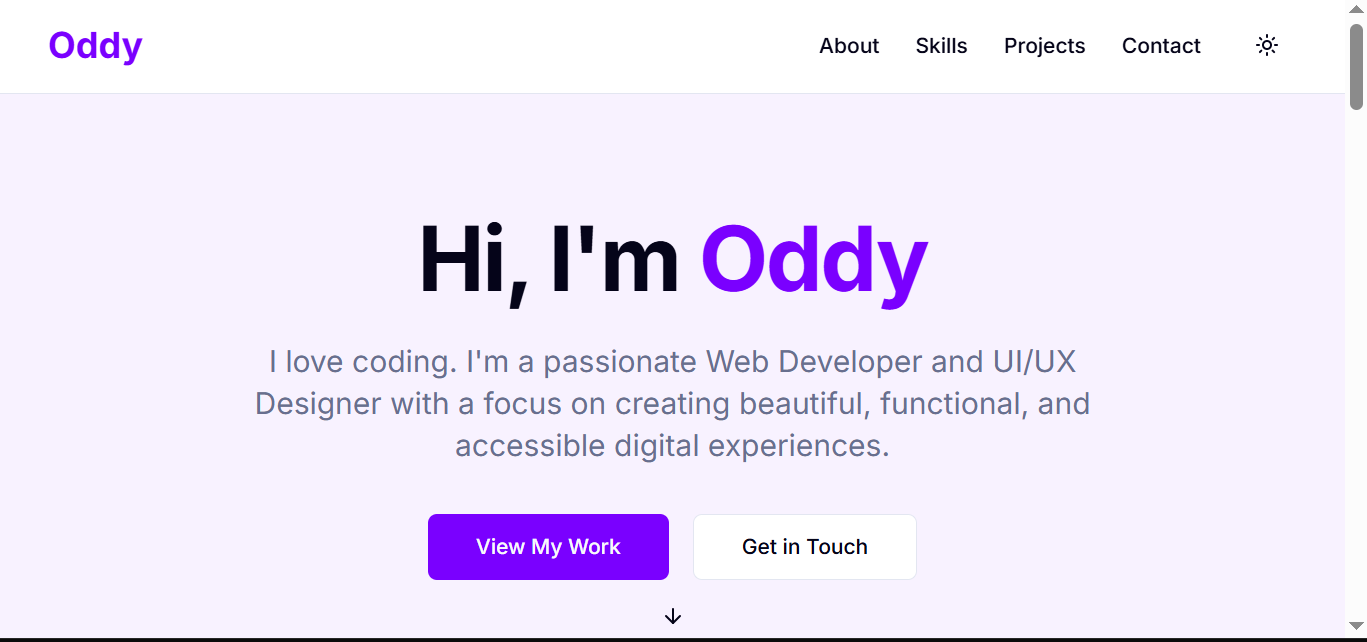 Oddy
About
Skills
Projects
Contact
Hi, I'm Oddy
I love coding. I'm a passionate Web Developer and UI/UX
Designer with a focus on creating beautiful, functional, and
accessible digital experiences.
View My Work
Get in Touch